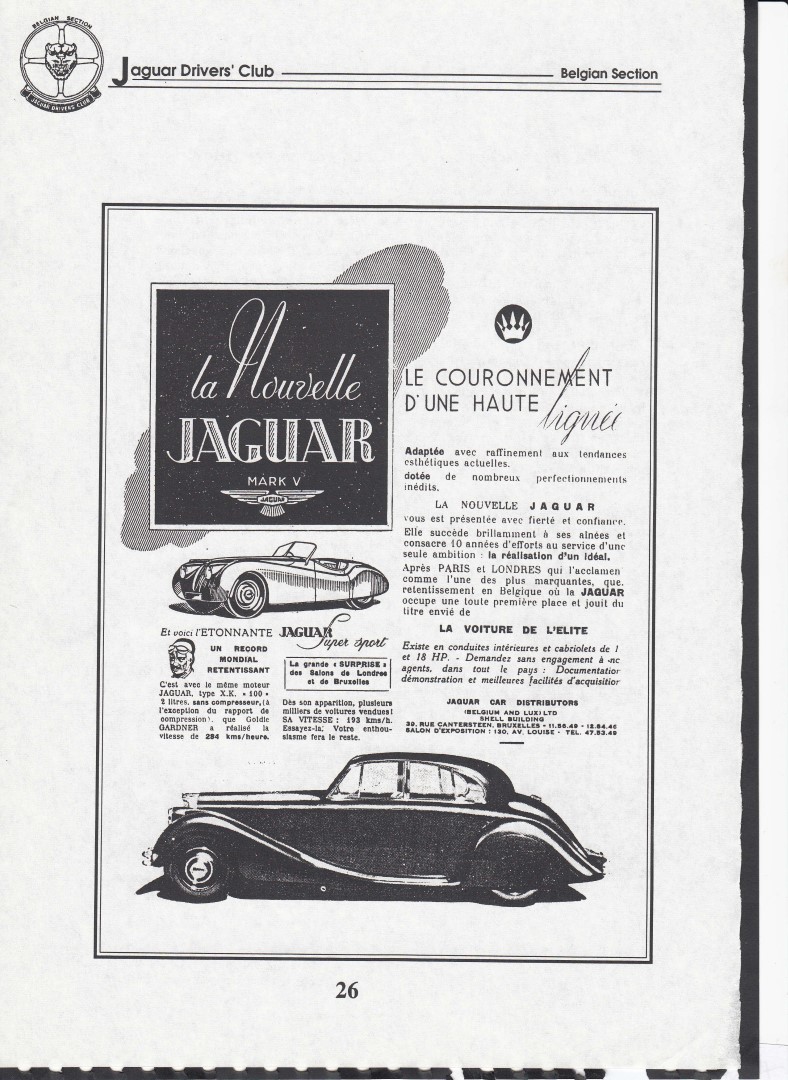 BELGIAN SECTION
JAGUAR DRIVERS CLUB
Jaguar Drivers' Club
Belgian Section
la Nouvelle
JAGUAR
MARK V
JAGUAR
Et voici l'ETONNANTE JAGUAR
Super sport
UN RECORD
MONDIAL
RETENTISSANT
C'est avec le même moteur
JAGUAR, type X.K. « 100 »
2 litres, sans compresseur, (à
l'exception du rapport de
compression), que Goldie
GARDNER a réalisé la
vitesse de 284 kms/heure.
La grande « SURPRISE »
des Salons de Londres
et de Bruxelles
Dès son apparition, plusieurs
milliers de voitures vendues!
SA VITESSE : 193 kms/h.
Essayez-la; Votre enthou-
siasme fera le reste.
LE COURONNEMENT
D'UNE HAUTE
lignée
Adaptée avec raffinement aux tendances
esthétiques actuelles.
dotée de nombreux perfectionnements
inédits.
LA NOUVELLE JAGUAR
vous est présentée avec fierté et confiance.
Elle succède brillamment à ses aînées et
consacre 10 années d'efforts au service d'une
seule ambition : la réalisation d'un idéal.
Après PARIS et LONDRES qui l'acclamen
comme l'une des plus marquantes, que.
retentissement en Belgique où la JAGUAR
occupe une toute première place et jouit du
titre envié de
LA VOITURE DE L'ELITE
Existe en conduites intérieures et cabriolets de 1
et 18 HP. - Demandez sans engagement à nc
agents, dans tout le pays : Documentation
démonstration et meilleures facilités d'acquisition
JAGUAR CAR DISTRIBUTORS
(BELGIUM AND LUX) LTD
SHELL BUILDING
39, RUE CANTERSTEEN, BRUXELLES - 11.56.49 - 12.54.46
SALON D'EXPOSITION : 130, AV. LOUISE - TEL. 47.53.49
26